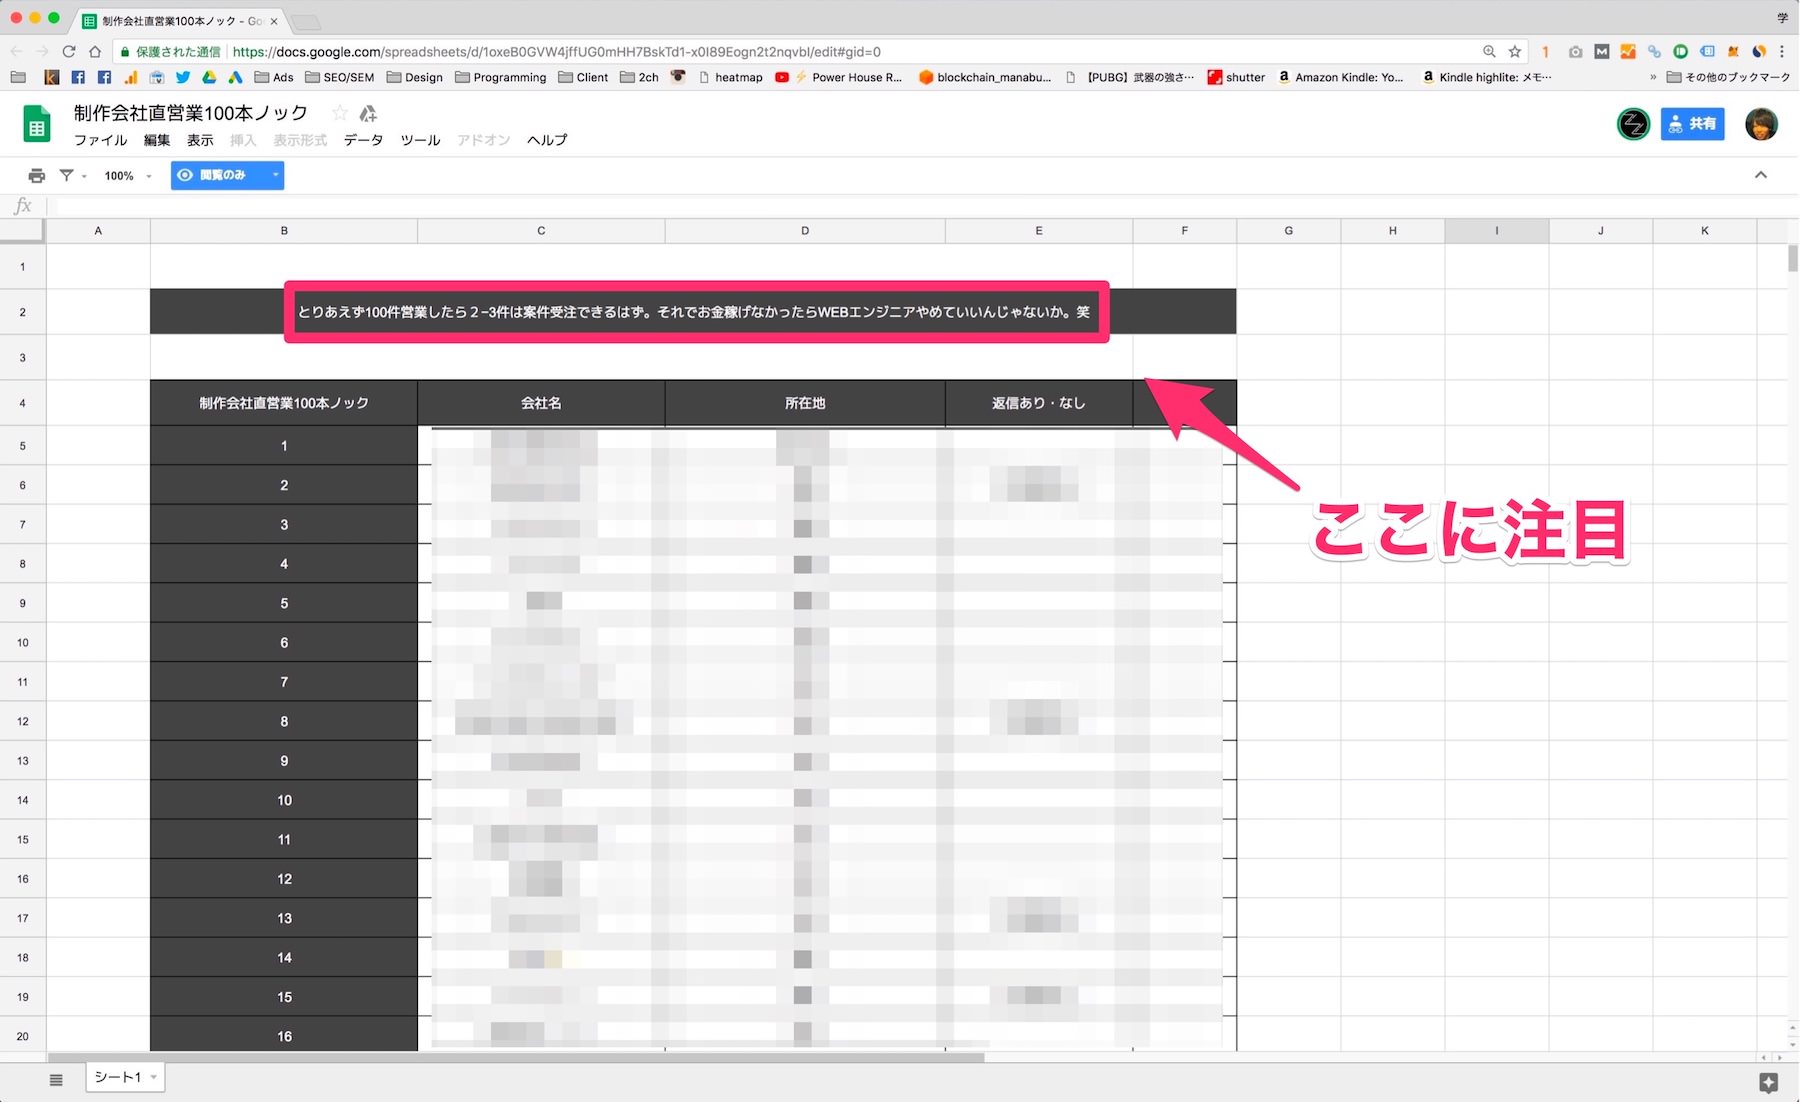 制作会社直営業100本ノック - Go
学
保護された通信 https://docs.google.com/spreadsheets/d/1oxeB0GVW4jffUG0mHH7BskTd1-x0I89Eogn2t2nqvbI/edit#gid=0
Ads SEO/SEM Design Programming Client 2ch heatmap Power House R... blockchain_manabu... 【PUBG】武器の強さ… shutter Amazon Kindle: Yo... Kindle highlite: メモ… » その他のブックマーク
制作会社直営業100本ノック
ファイル 編集 表示 挿入 表示形式 データ ツール アドオン ヘルプ
共有
100% 閲覧のみ
fx
A B C D E F G H I J K
1
2 とりあえず100件営業したら２−3件は案件受注できるはず。それでお金稼げなかったらWEBエンジニアやめていいんじゃないか。笑
3
4 制作会社直営業100本ノック 会社名 所在地 返信あり・なし
5 1
6 2
7 3
ここに注目
8 4
9 5
10 6
11 7
12 8
13 9
14 10
15 11
16 12
17 13
18 14
19 15
20 16
シート1